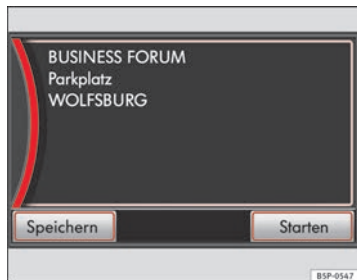 BUSINESS FORUM
Parkplatz
WOLFSBURG
Speichern
Starten
B5P-0547